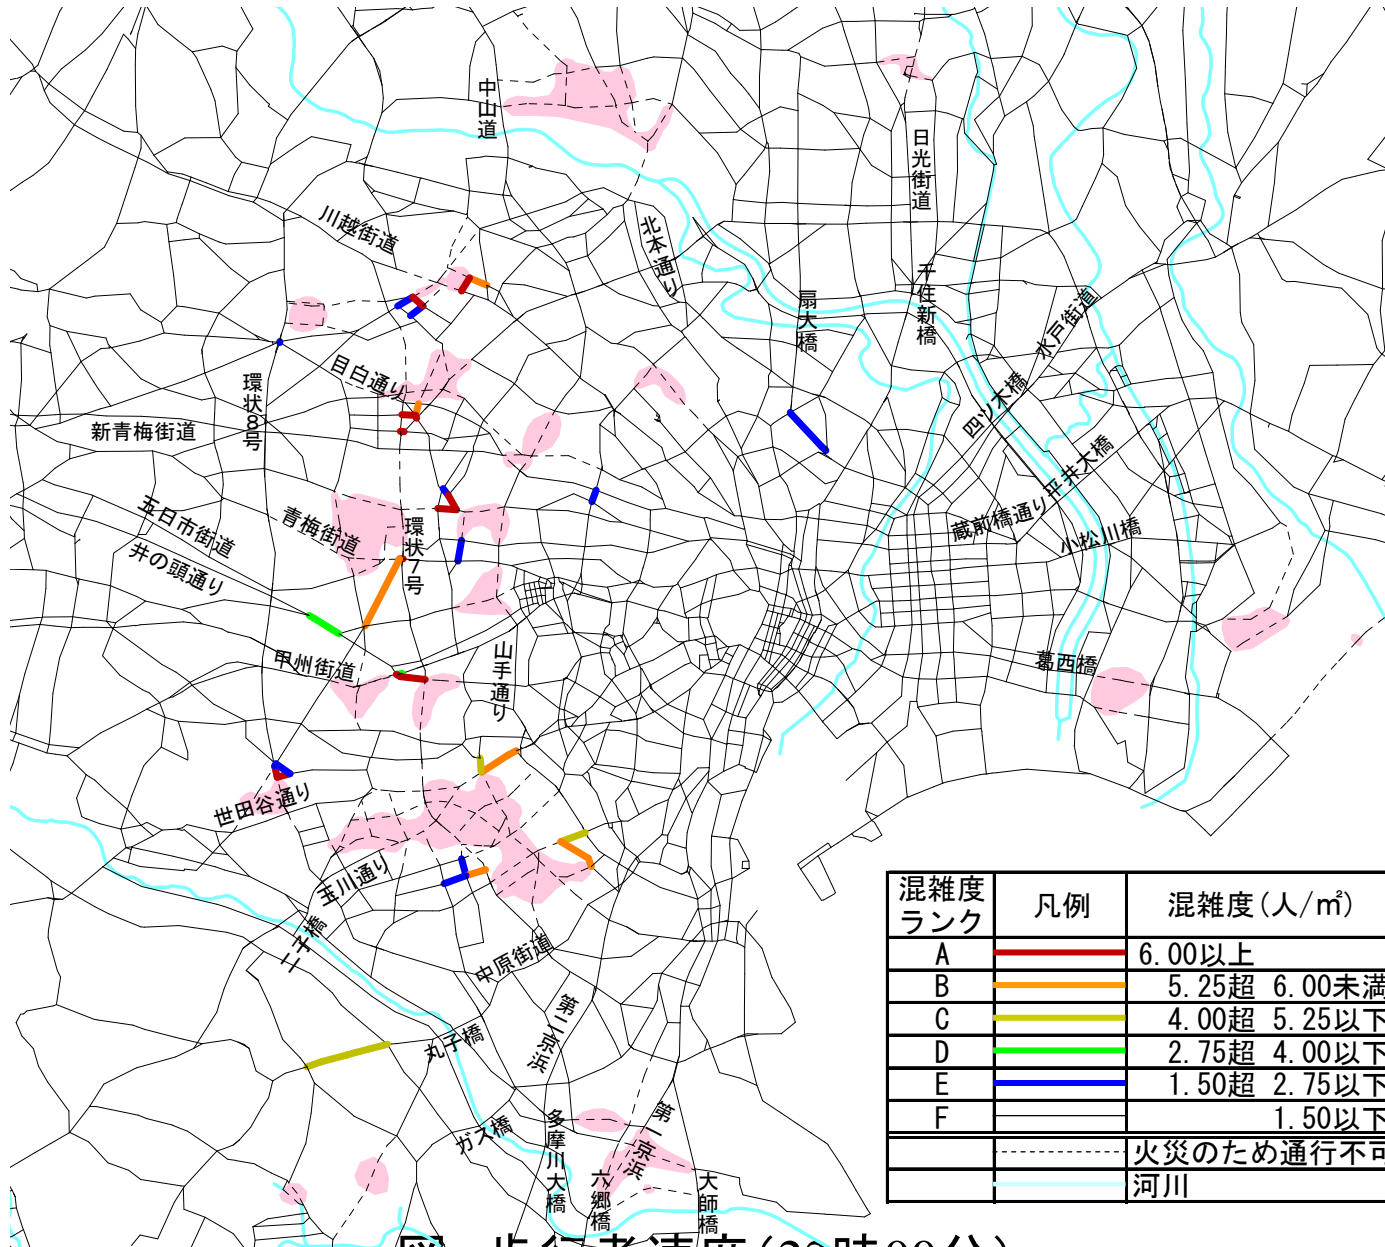 中山道
日光街道
川越街道
北本通り
千住新橋
扇大橋
水戸街道
目白通り
環状8号
四ツ木橋
新青梅街道
平井大橋
五日市街道
青梅街道
環状7号
蔵前橋通り
小松川橋
井の頭通り
甲州街道
山手通り
葛西橋
世田谷通り
玉川通り
二子橋
中原街道
第二京浜
丸子橋
ガス橋
多摩川大橋
第一京浜
六郷橋
大師橋
混雑度ランク 凡例 混雑度(人/㎡)
A 6.00以上
B 5.25超 6.00未満
C 4.00超 5.25以下
D 2.75超 4.00以下
E 1.50超 2.75以下
F 1.50以下
火災のため通行不可
河川